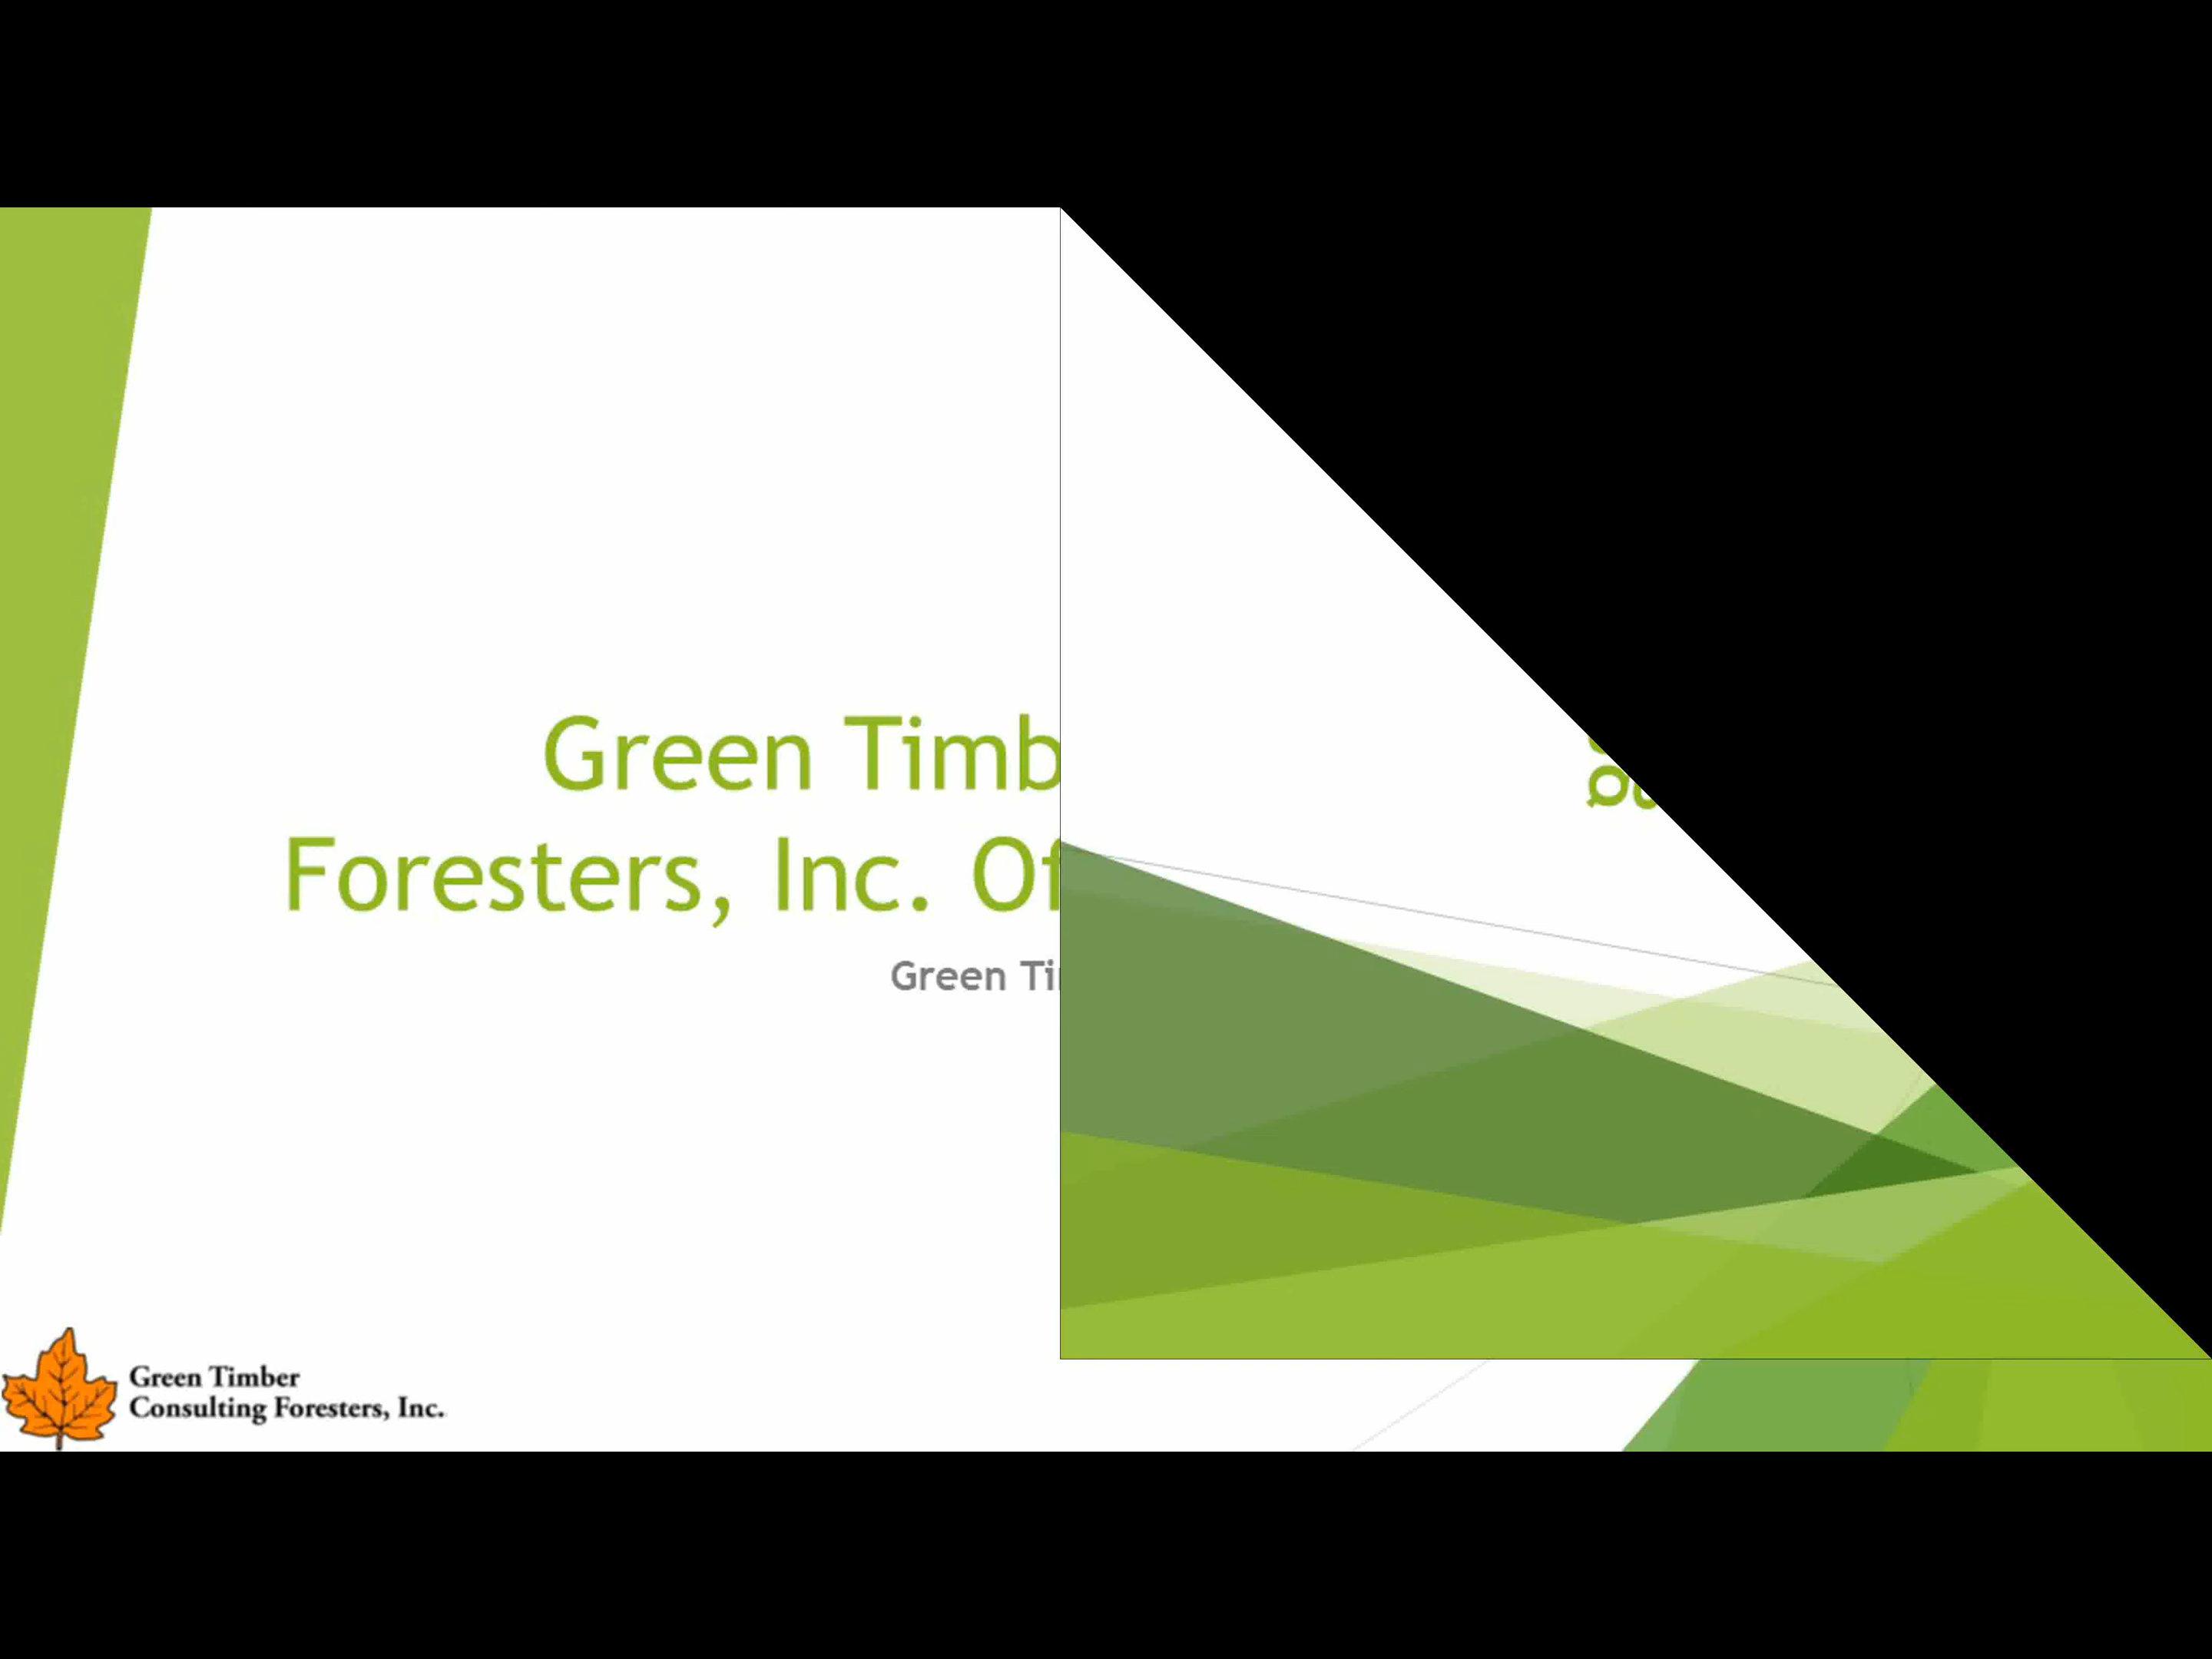 Green Timb
Foresters, Inc. Of
Green Ti
Green Timber
Consulting Foresters, Inc.